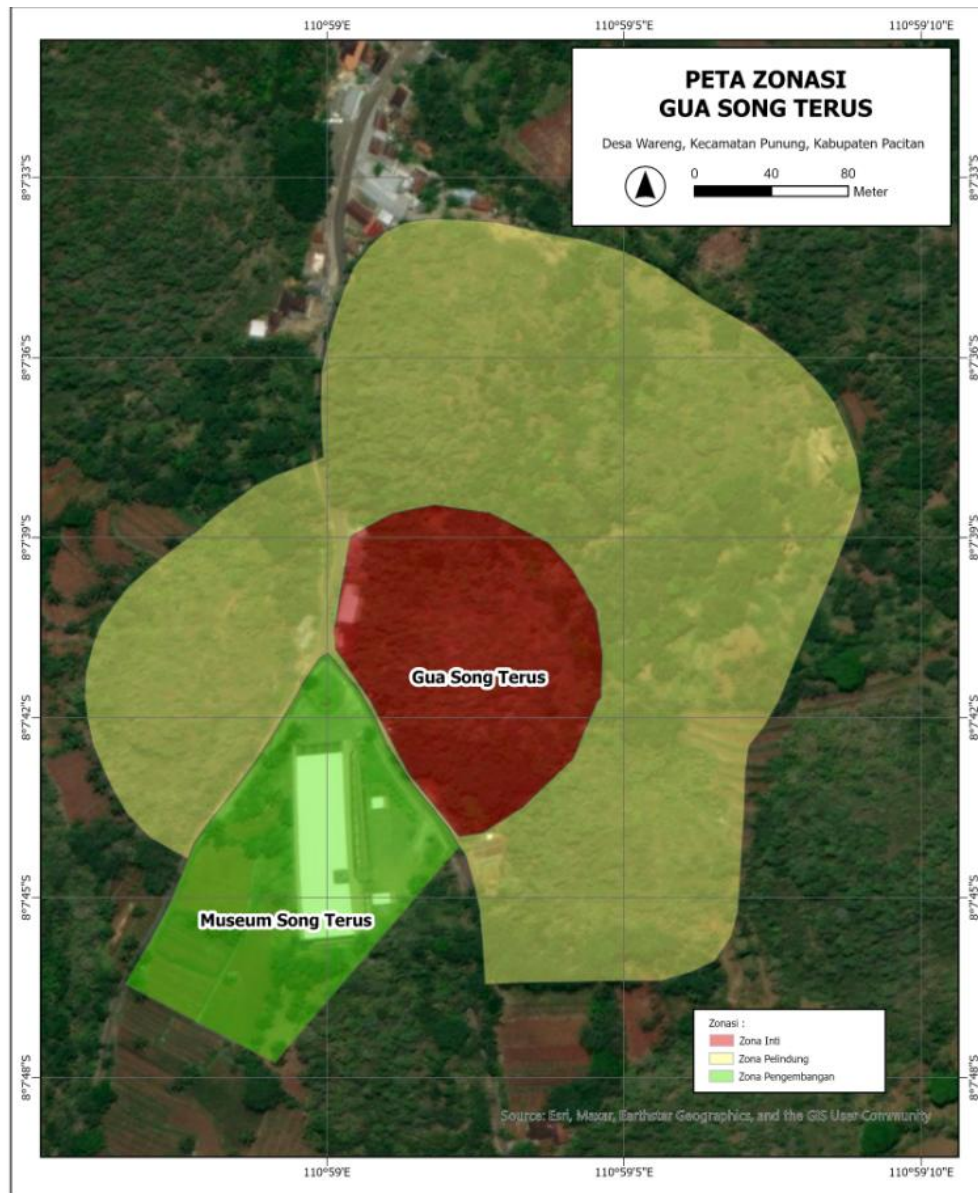 110°59'E
110°59'5"E
110°59'10"E
PETA ZONASI
GUA SONG TERUS
Desa Wareng, Kecamatan Punung, Kabupaten Pacitan
0
40
80
Meter
8°7'33"S
8°7'33"S
8°7'36"S
8°7'36"S
8°7'39"S
8°7'39"S
Gua Song Terus
8°7'42"S
8°7'42"S
8°7'45"S
8°7'45"S
Museum Song Terus
Zonasi :
Zona Inti
Zona Pelindung
Zona Pengembangan
8°7'48"S
8°7'48"S
Source: Esri, Maxar, Earthstar Geographics, and the GIS User Community
110°59'E
110°59'5"E
110°59'10"E